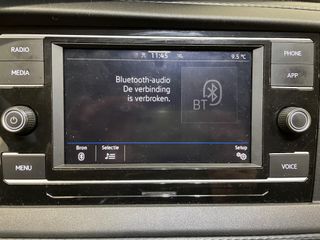 RADIO
MEDIA
MENU
11:45
9.5 °C
Bluetooth-audio
De verbinding
is verbroken.
BT
Bron
Selectie
Setup
PHONE
APP
VOICE